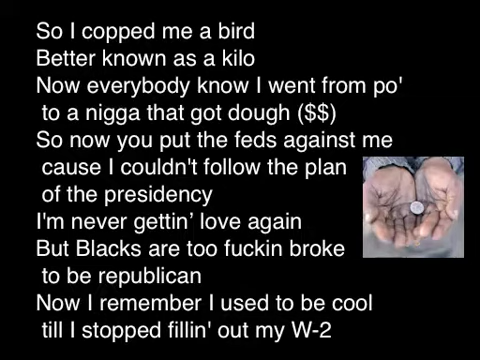 So I copped me a bird
Better known as a kilo
Now everybody know I went from po'
to a nigga that got dough ($$)
So now you put the feds against me
cause I couldn't follow the plan
of the presidency
I'm never gettin’ love again
But Blacks are too fuckin broke
to be republican
Now I remember I used to be cool
till I stopped fillin' out my W-2